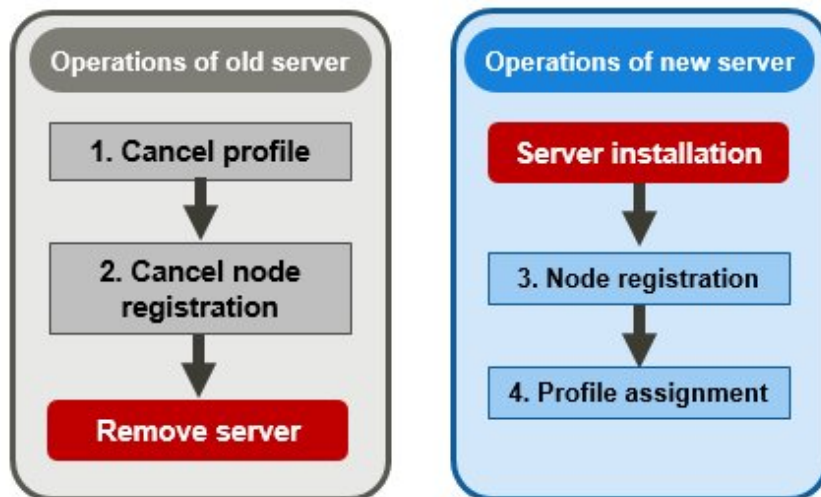 Operations of old server
1. Cancel profile
2. Cancel node
registration
Remove server
Operations of new server
Server installation
3. Node registration
4. Profile assignment